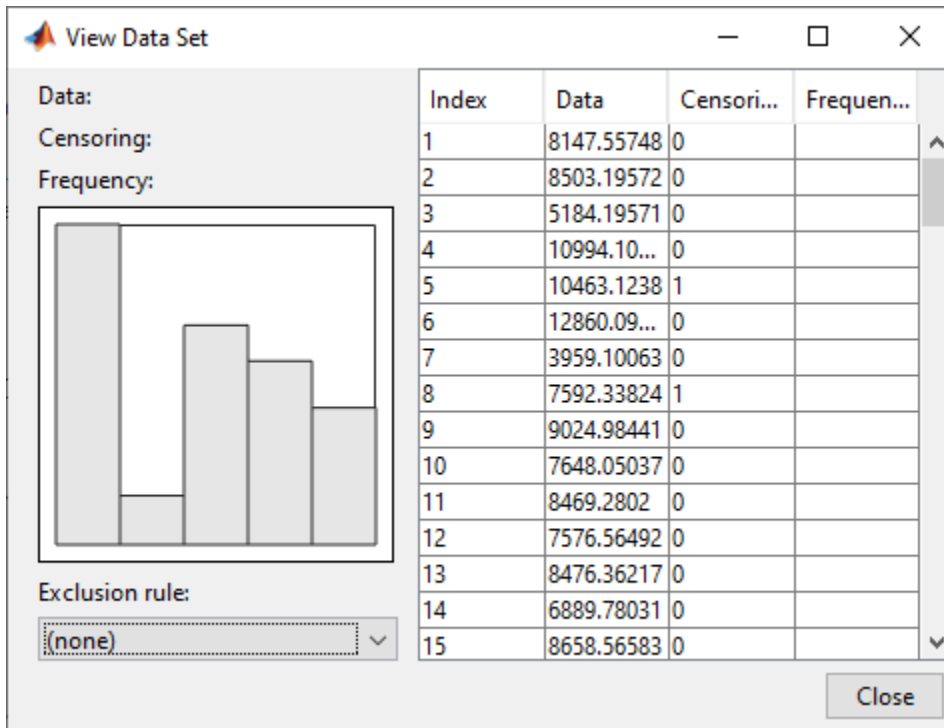 View Data Set
Data:
Censoring:
Frequency:
Exclusion rule:
(none)
Index Data Censori... Frequen...
1 8147.55748 0
2 8503.19572 0
3 5184.19571 0
4 10994.10... 0
5 10463.1238 1
6 12860.09... 0
7 3959.10063 0
8 7592.33824 1
9 9024.98441 0
10 7648.05037 0
11 8469.2802 0
12 7576.56492 0
13 8476.36217 0
14 6889.78031 0
15 8658.56583 0
Close